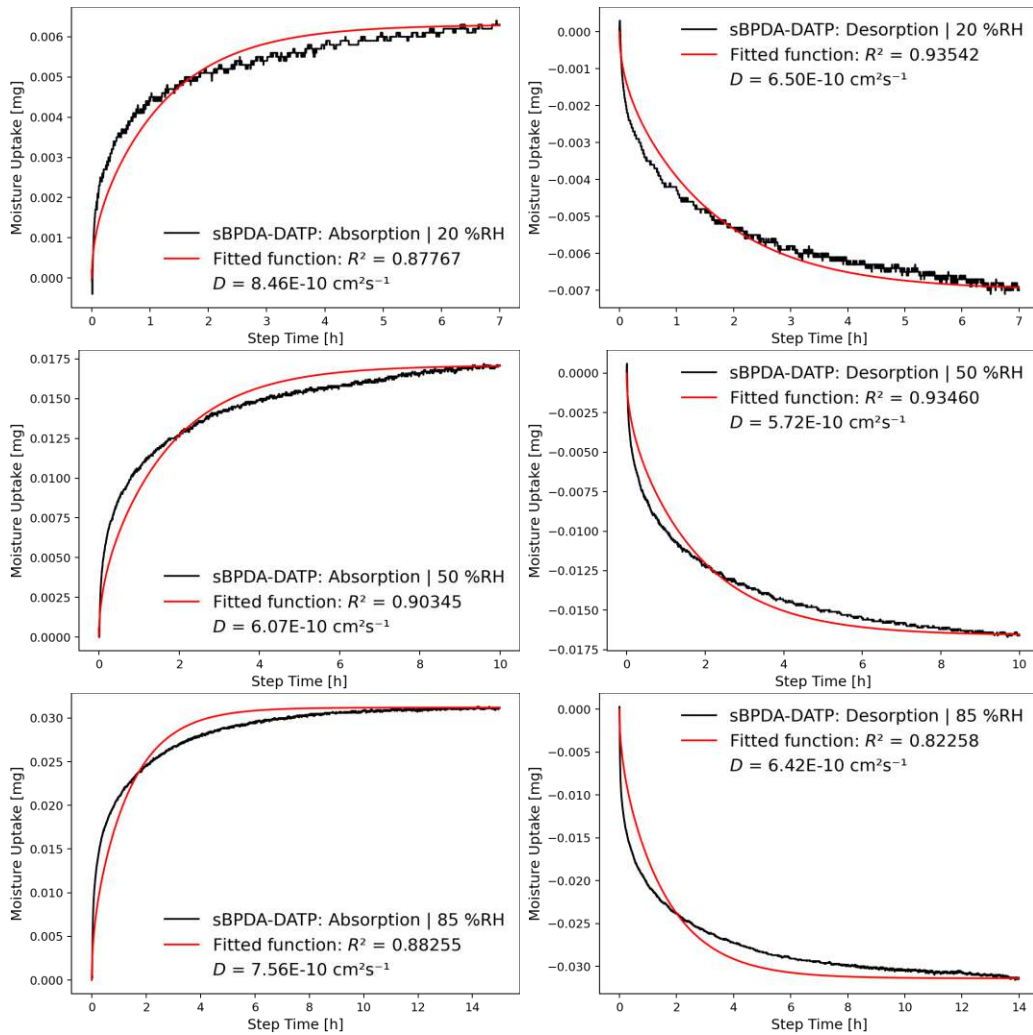 Moisture Uptake [mg]
0.006
0.005
0.004
0.003
0.002
0.001
0.000
sBPDA-DATP: Absorption | 20 %RH
Fitted function: R² = 0.87767
D = 8.46E-10 cm²s⁻¹
0 1 2 3 4 5 6 7
Step Time [h]
Moisture Uptake [mg]
0.000
−0.001
−0.002
−0.003
−0.004
−0.005
−0.006
−0.007
sBPDA-DATP: Desorption | 20 %RH
Fitted function: R² = 0.93542
D = 6.50E-10 cm²s⁻¹
0 1 2 3 4 5 6 7
Step Time [h]
Moisture Uptake [mg]
0.0175
0.0150
0.0125
0.0100
0.0075
0.0050
0.0025
0.0000
sBPDA-DATP: Absorption | 50 %RH
Fitted function: R² = 0.90345
D = 6.07E-10 cm²s⁻¹
0 2 4 6 8 10
Step Time [h]
Moisture Uptake [mg]
0.0000
−0.0025
−0.0050
−0.0075
−0.0100
−0.0125
−0.0150
−0.0175
sBPDA-DATP: Desorption | 50 %RH
Fitted function: R² = 0.93460
D = 5.72E-10 cm²s⁻¹
0 2 4 6 8 10
Step Time [h]
Moisture Uptake [mg]
0.030
0.025
0.020
0.015
0.010
0.005
0.000
sBPDA-DATP: Absorption | 85 %RH
Fitted function: R² = 0.88255
D = 7.56E-10 cm²s⁻¹
0 2 4 6 8 10 12 14
Step Time [h]
Moisture Uptake [mg]
0.000
−0.005
−0.010
−0.015
−0.020
−0.025
−0.030
sBPDA-DATP: Desorption | 85 %RH
Fitted function: R² = 0.82258
D = 6.42E-10 cm²s⁻¹
0 2 4 6 8 10 12 14
Step Time [h]